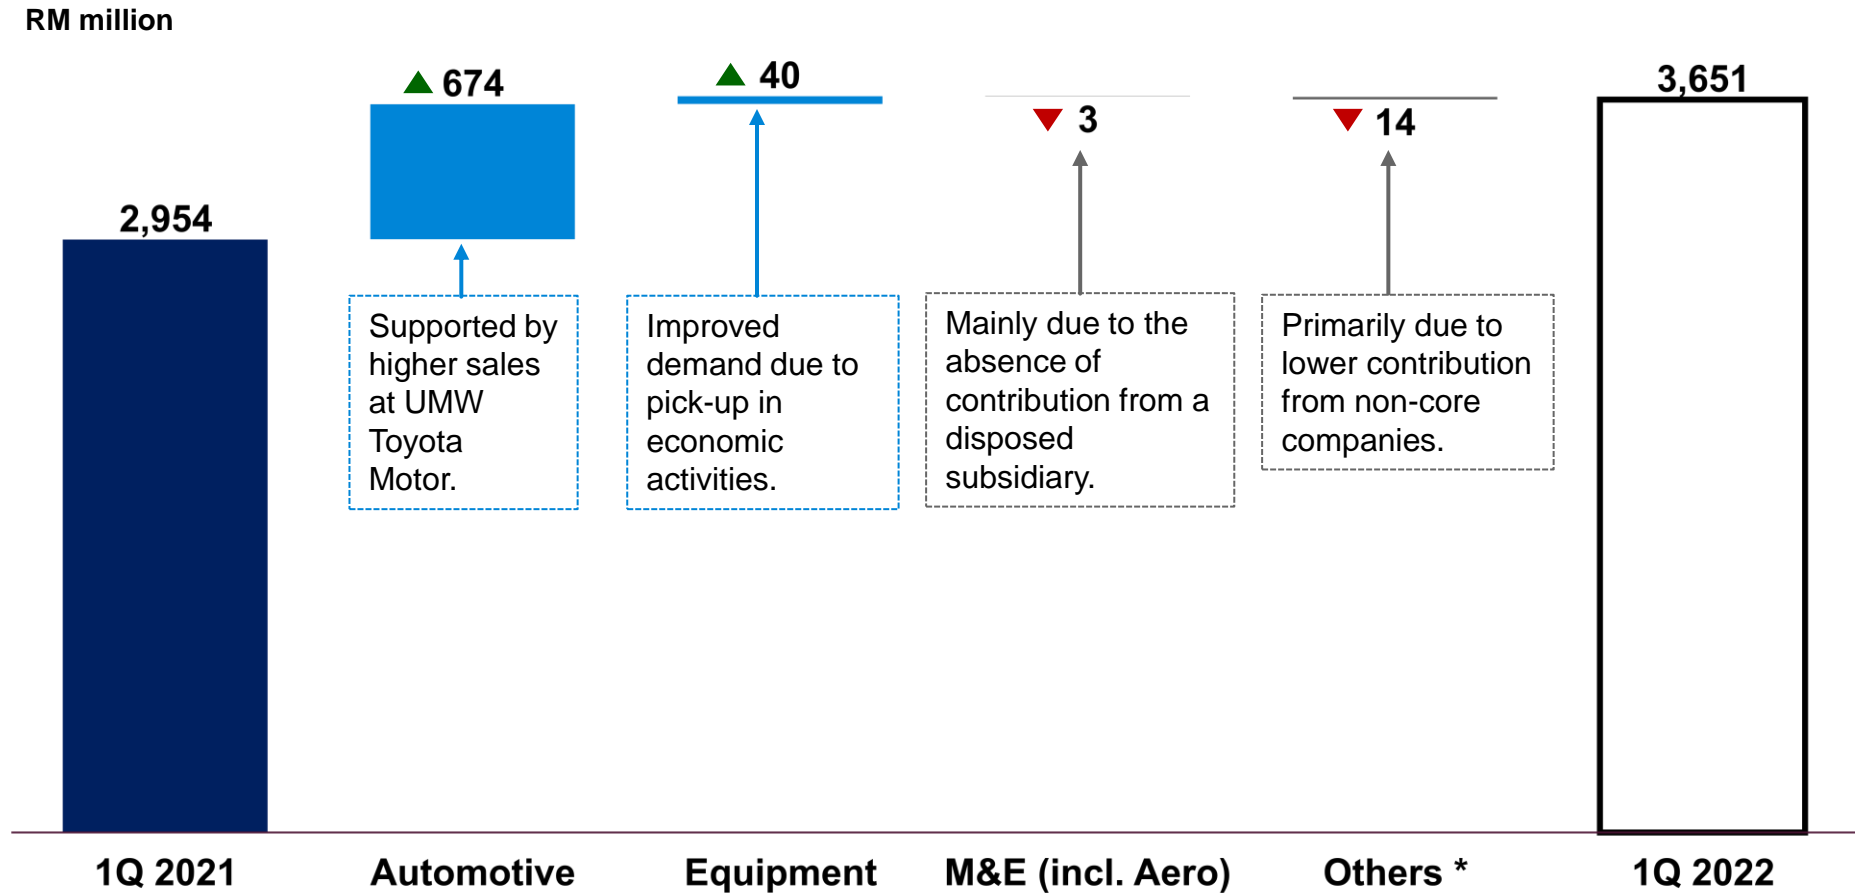 RM million
674
40
3,651
3
14
2,954
Supported by
higher sales
at UMW
Toyota
Motor.
Improved
demand due to
pick-up in
economic
activities.
Mainly due to the
absence of
contribution from a
disposed
subsidiary.
Primarily due to
lower contribution
from non-core
companies.
1Q 2021
Automotive
Equipment
M&E (incl. Aero)
Others *
1Q 2022